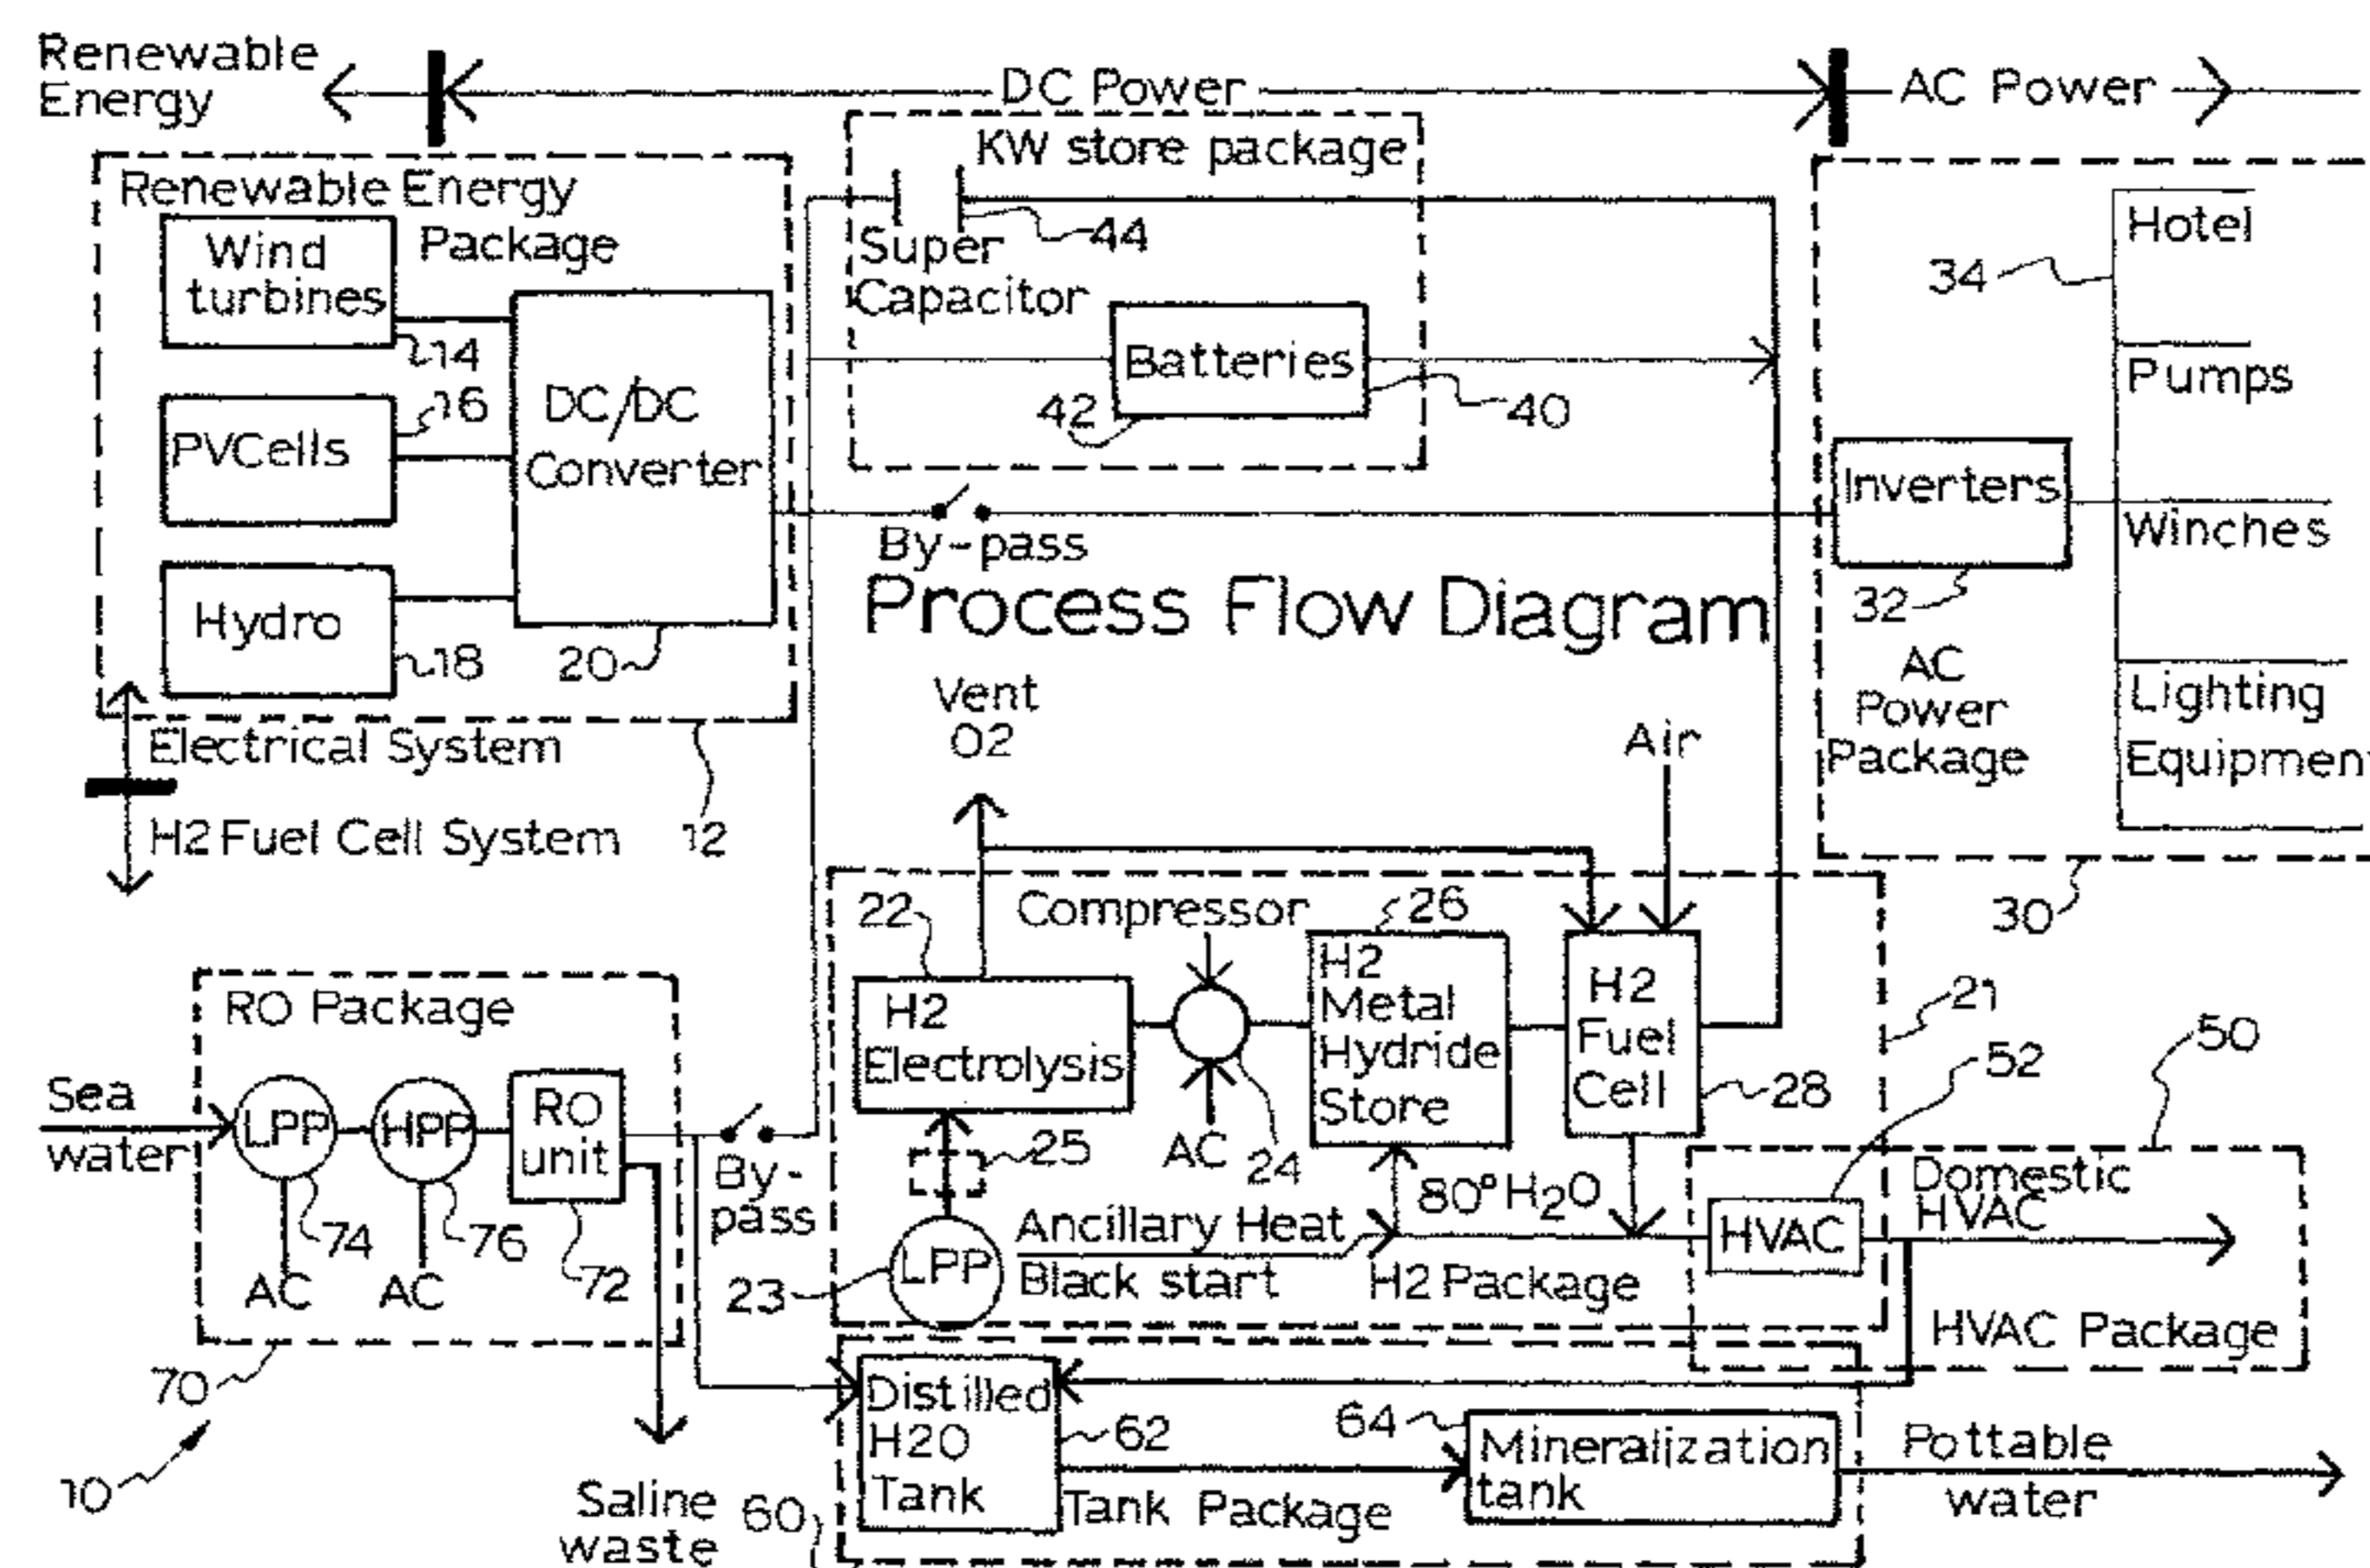 Renewable
Energy
DC Power
AC Power
KW store package
Renewable Energy
Package
Wind
turbines
14
PVCells
16
Hydro
18
DC/DC
Converter
20
Super
Capacitor
44
Batteries
42
40
By-pass
Process Flow Diagram
Inverters
32
AC
Power
Package
34
Hotel
Pumps
Winches
Lighting
Equipment
30
Electrical System
H2 Fuel Cell System
12
Vent
O2
Air
22
Compressor
26
H2
Electrolysis
H2
Metal
Hydride
Store
H2
Fuel
Cell
21
28
50
52
RO Package
Sea
water
LPP
HPP
RO
unit
74
76
72
AC
AC
By-
pass
25
AC
24
80° H2O
LPP
23
Ancillary Heat
Black start
H2 Package
HVAC
Domestic
HVAC
HVAC Package
70
10
Saline
waste
60
Distilled
H2O
Tank
62
Tank Package
64
Mineralization
tank
Pottable
water